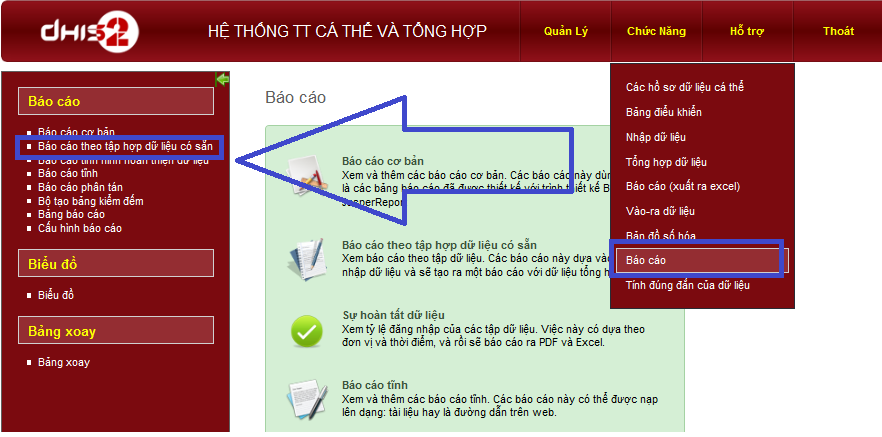 dhis2
HỆ THỐNG TT CÁ THỂ VÀ TỔNG HỢP
Quản Lý
Chức Năng
Hỗ trợ
Thoát
Báo cáo
Báo cáo cơ bản
Báo cáo theo tập hợp dữ liệu có sẵn
Báo cáo tình hình hoàn thiện dữ liệu
Báo cáo tĩnh
Báo cáo phân tán
Bộ tạo bảng kiểm đếm
Bảng báo cáo
Cấu hình báo cáo
Biểu đồ
Biểu đồ
Bảng xoay
Bảng xoay
Báo cáo
Báo cáo cơ bản
Xem và thêm các báo cáo cơ bản. Các báo cáo này
là các bảng báo cáo đã được thiết kế với trình thiết kế
JasperReport
Báo cáo theo tập hợp dữ liệu có sẵn
Xem báo cáo theo tập dữ liệu. Các báo cáo này dựa
nhập dữ liệu và sẽ tạo ra một báo cáo với dữ liệu tổng
Sự hoàn tất dữ liệu
Xem tỷ lệ đăng nhập của các tập dữ liệu. Việc này có dựa theo
đơn vị và thời điểm, và rồi sẽ báo cáo ra PDF và Excel.
Báo cáo tĩnh
Xem và thêm các báo cáo tĩnh. Các báo cáo này có thể được nạp
lên dạng: tài liệu hay là đường dẫn trên web.
Các hồ sơ dữ liệu cá thể
Bảng điều khiển
Nhập dữ liệu
Tổng hợp dữ liệu
Báo cáo (xuất ra excel)
Vào-ra dữ liệu
Bản đồ số hóa
Báo cáo
Tính đúng đắn của dữ liệu